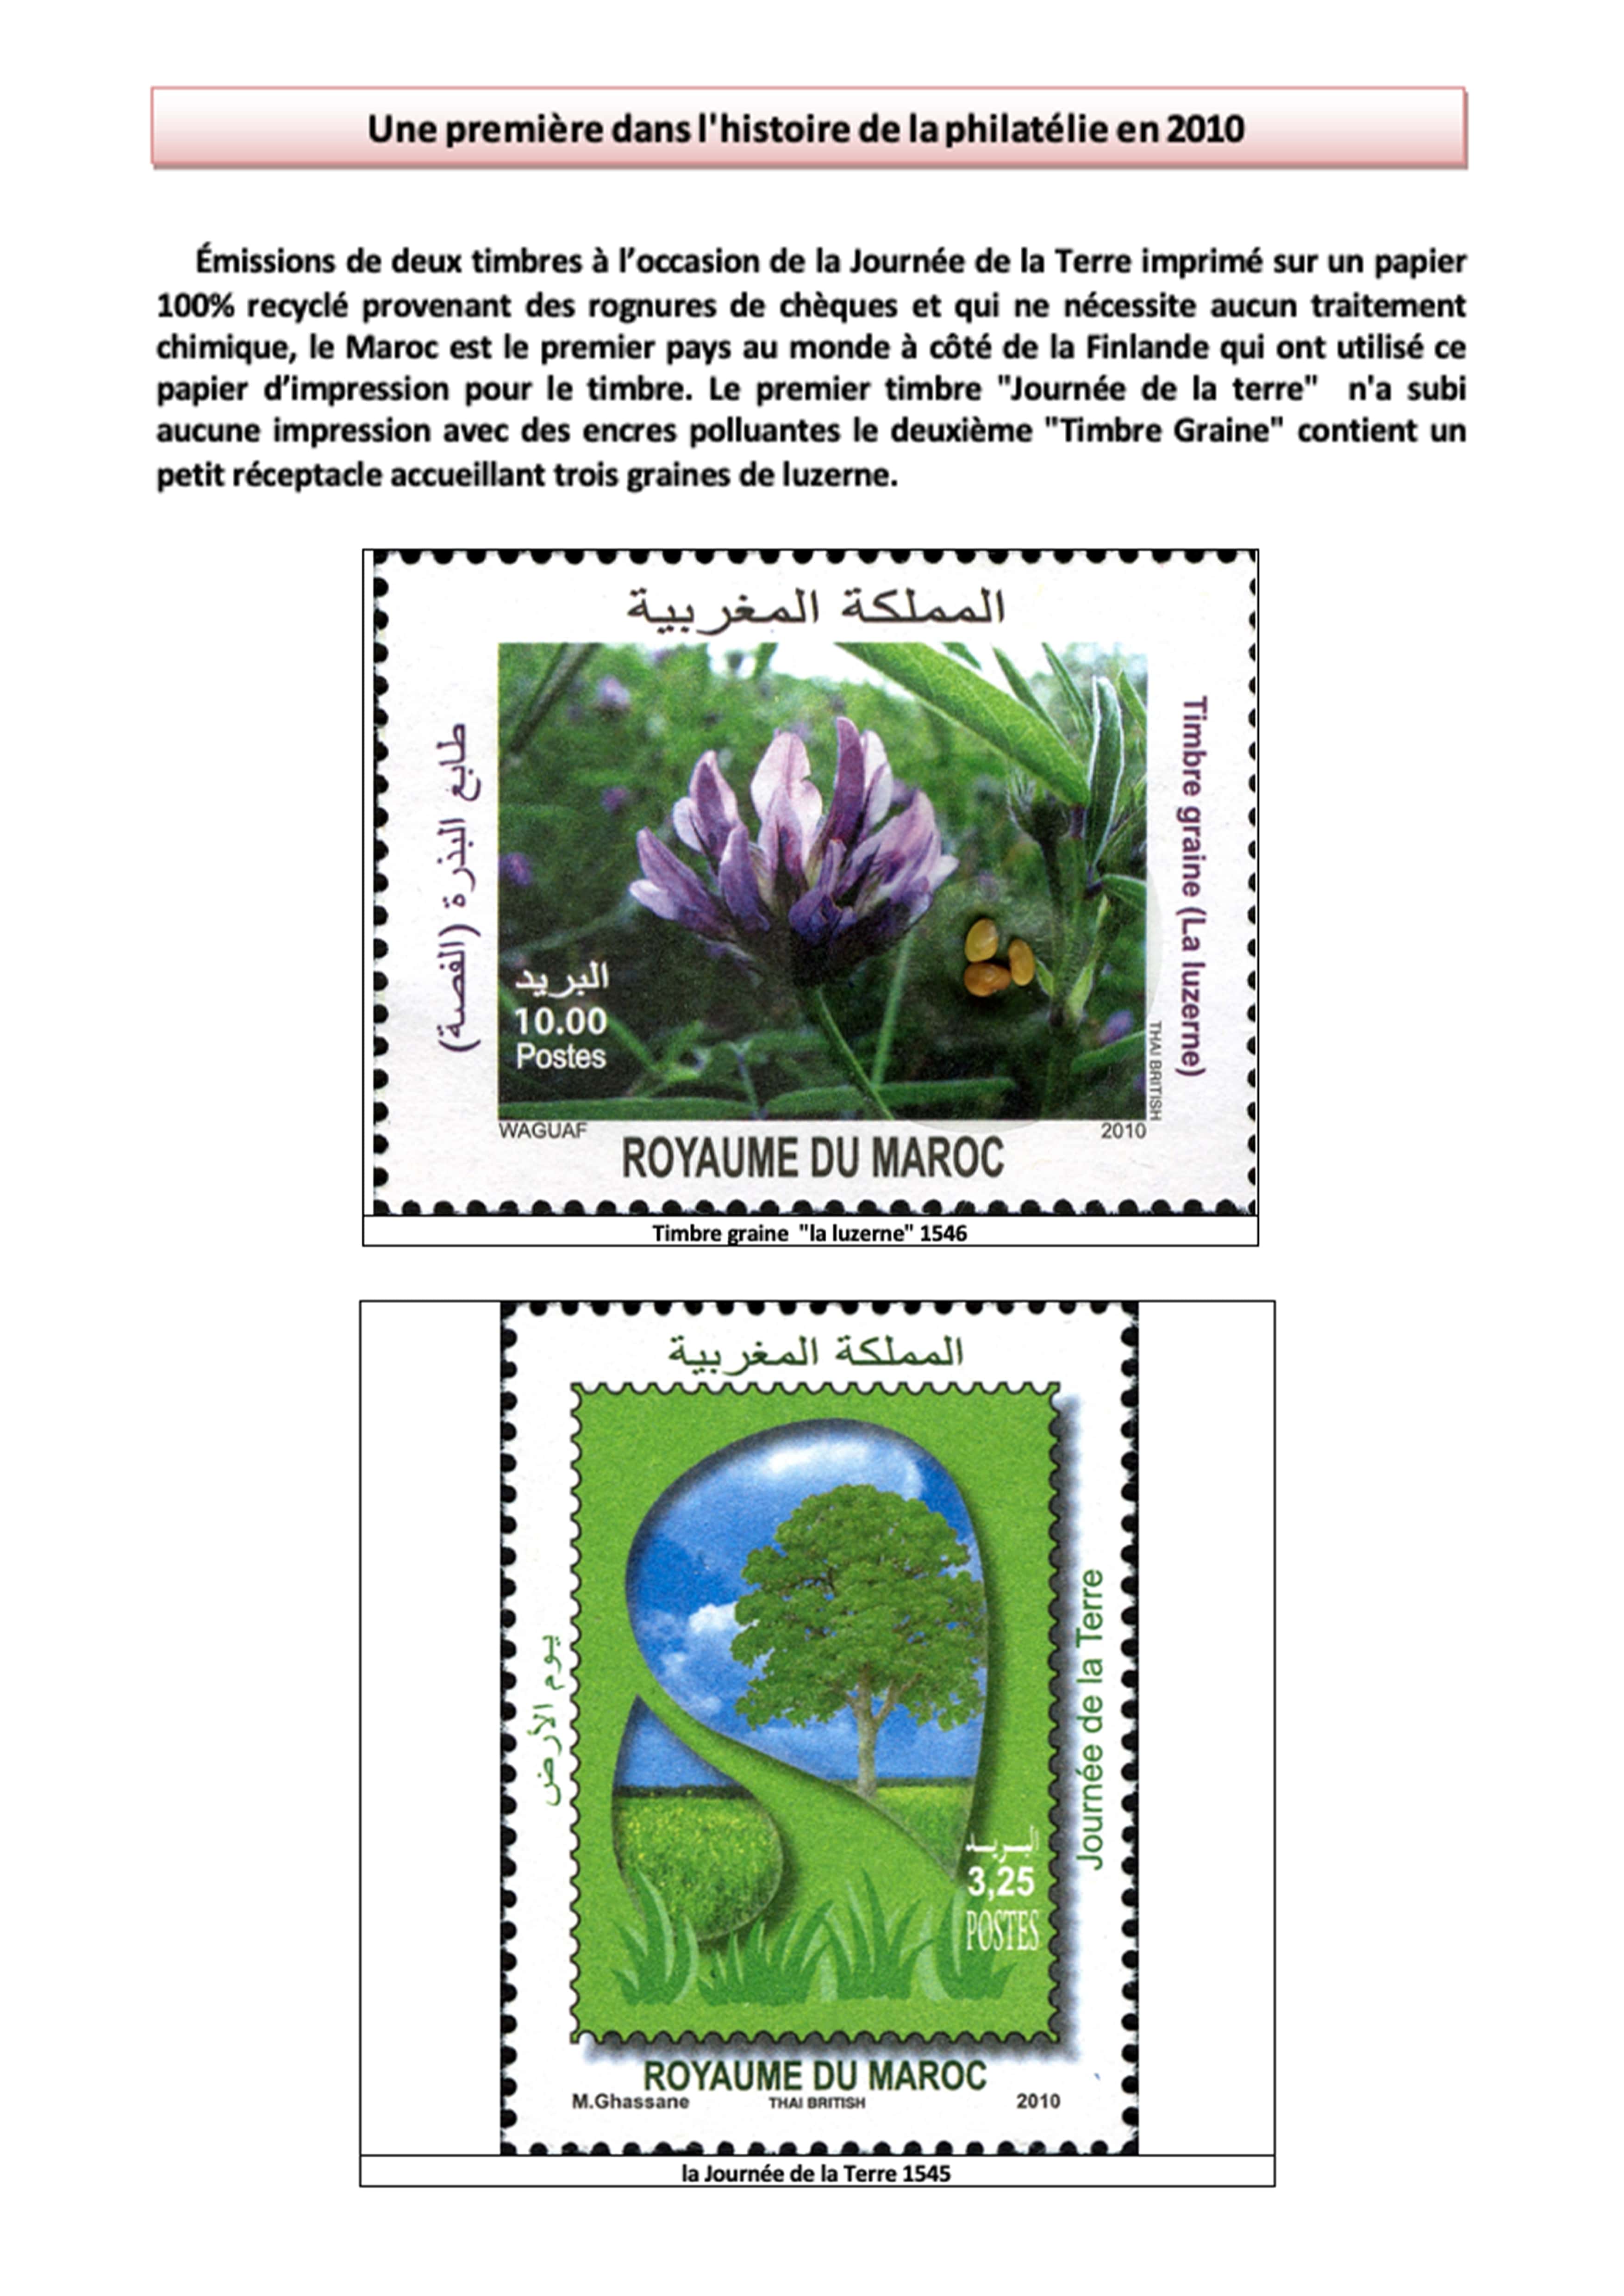 Une première dans l'histoire de la philatélie en 2010
Émissions de deux timbres à l’occasion de la Journée de la Terre imprimé sur un papier
100% recyclé provenant des rognures de chèques et qui ne nécessite aucun traitement
chimique, le Maroc est le premier pays au monde à côté de la Finlande qui ont utilisé ce
papier d’impression pour le timbre. Le premier timbre "Journée de la terre" n'a subi
aucune impression avec des encres polluantes le deuxième "Timbre Graine" contient un
petit réceptacle accueillant trois graines de luzerne.
المملكة المغربية
طابع البذرة (الفصة)
Timbre graine (La luzerne)
البريد
10.00
Postes
THAI BRITISH
WAGUAF
2010
ROYAUME DU MAROC
Timbre graine "la luzerne" 1546
المملكة المغربية
يوم الأرض
Journée de la Terre
البريد
3,25
POSTES
ROYAUME DU MAROC
M.Ghassane
THAI BRITISH
2010
la Journée de la Terre 1545